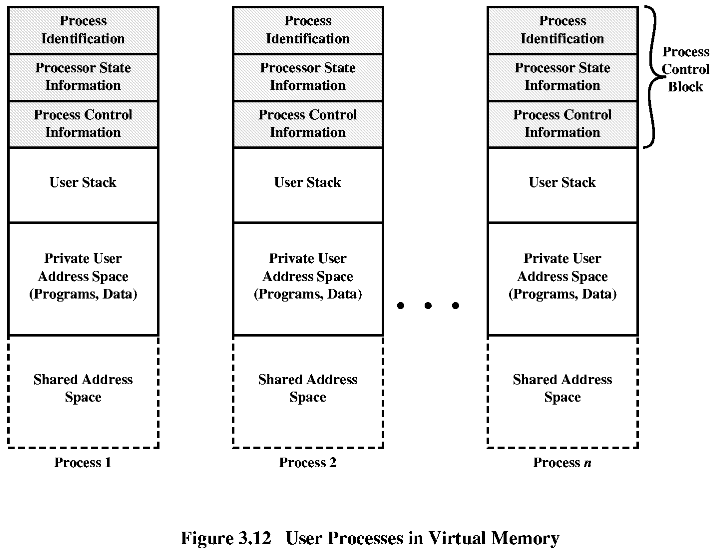 Process
Identification
Processor State
Information
Process Control
Information
User Stack
Private User
Address Space
(Programs, Data)
Shared Address
Space
Process 1
Process
Identification
Processor State
Information
Process Control
Information
User Stack
Private User
Address Space
(Programs, Data)
Shared Address
Space
Process 2
Process
Identification
Processor State
Information
Process Control
Information
User Stack
Private User
Address Space
(Programs, Data)
Shared Address
Space
Process n
Process
Control
Block
Figure 3.12 User Processes in Virtual Memory